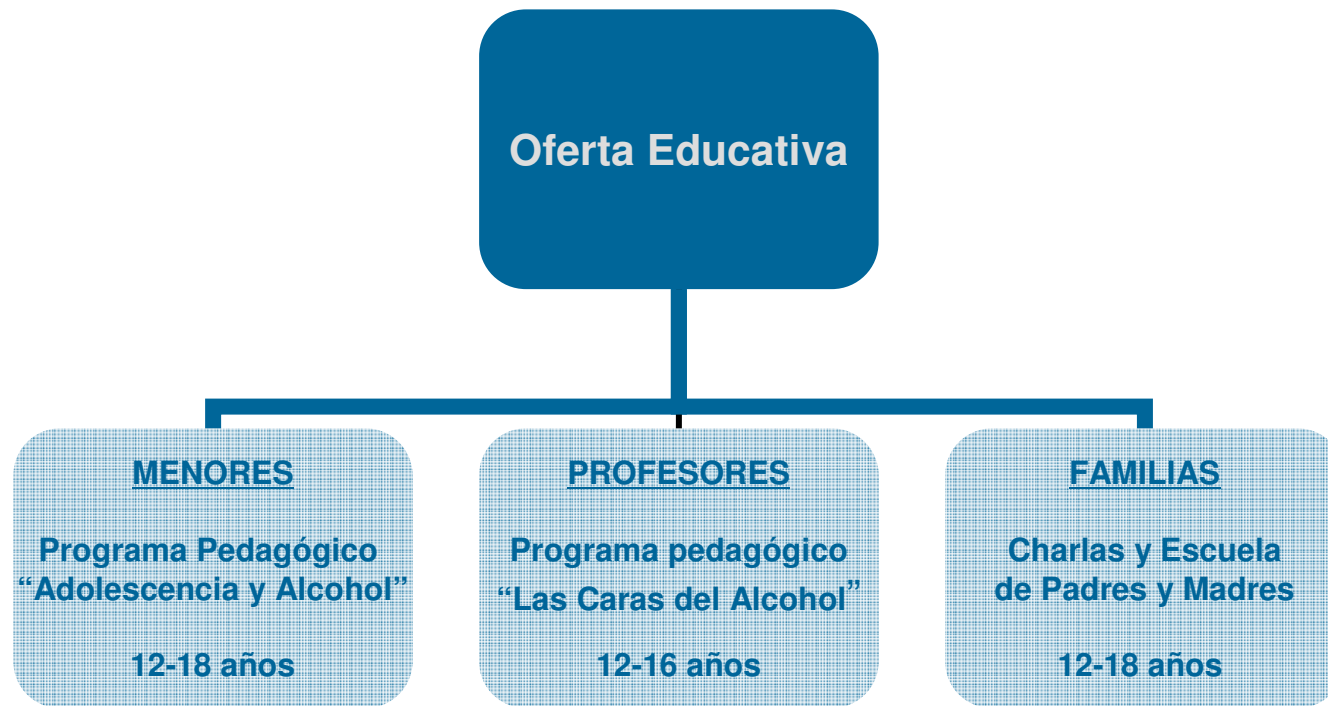 Oferta Educativa
MENORES
Programa Pedagógico
“Adolescencia y Alcohol”
12-18 años
PROFESORES
Programa pedagógico
“Las Caras del Alcohol”
12-16 años
FAMILIAS
Charlas y Escuela
de Padres y Madres
12-18 años